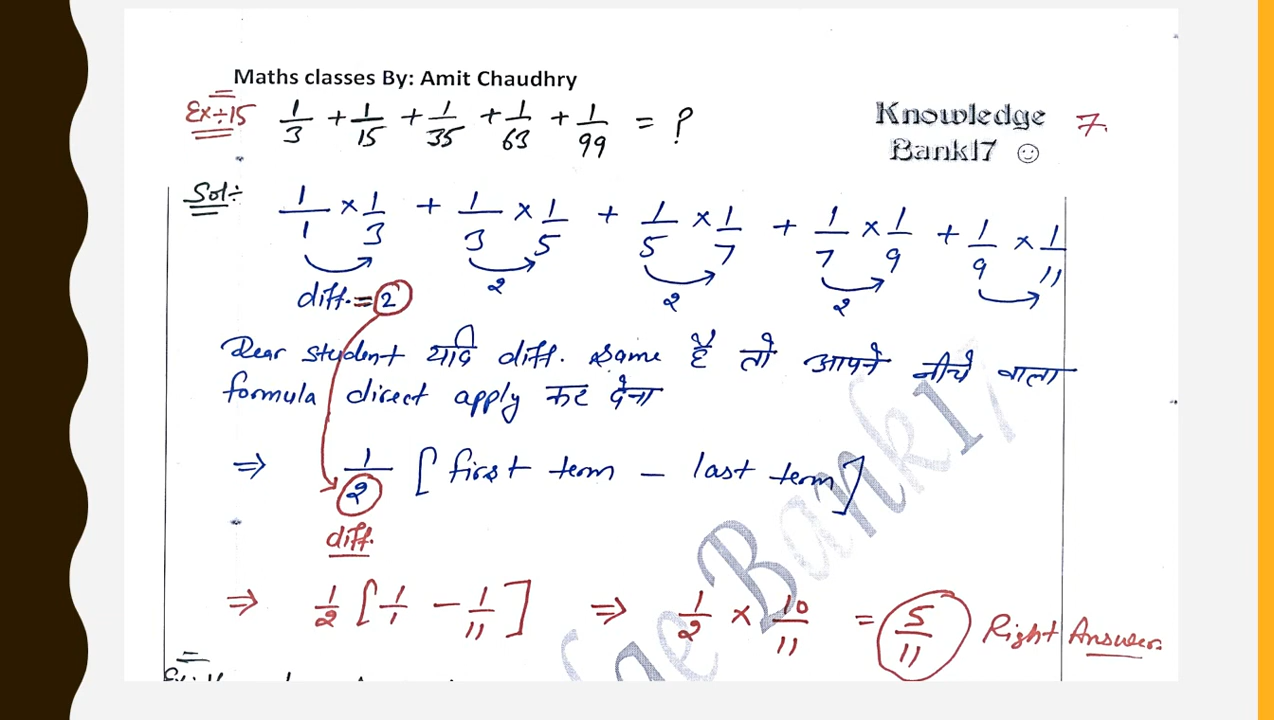 Maths classes By: Amit Chaudhry
Ex÷15 1/3 + 1/15 + 1/35 + 1/63 + 1/99 = ?
Knowledge 7.
Bank17 ☺
Sol÷ 1/1 × 1/3 + 1/3 × 1/5 + 1/5 × 1/7 + 1/7 × 1/9 + 1/9 × 1/11
diff. = 2 2 2 2
Dear student यदि diff. same है तो आपने नीचे वाला
formula direct apply कर देना
⇒ 1/2 [first term – last term]
diff.
⇒ 1/2 [1/1 – 1/11] ⇒ 1/2 × 10/11 = 5/11 Right Answer.
ge Bank17